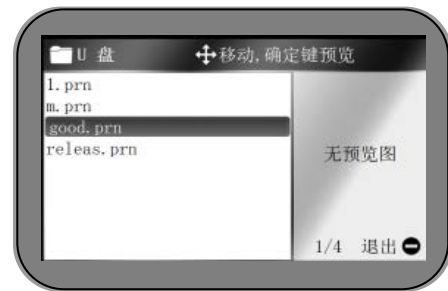 U 盘 移动,确定键预览
1.prn
m.prn
good.prn
releas.prn
无预览图
1/4 退出